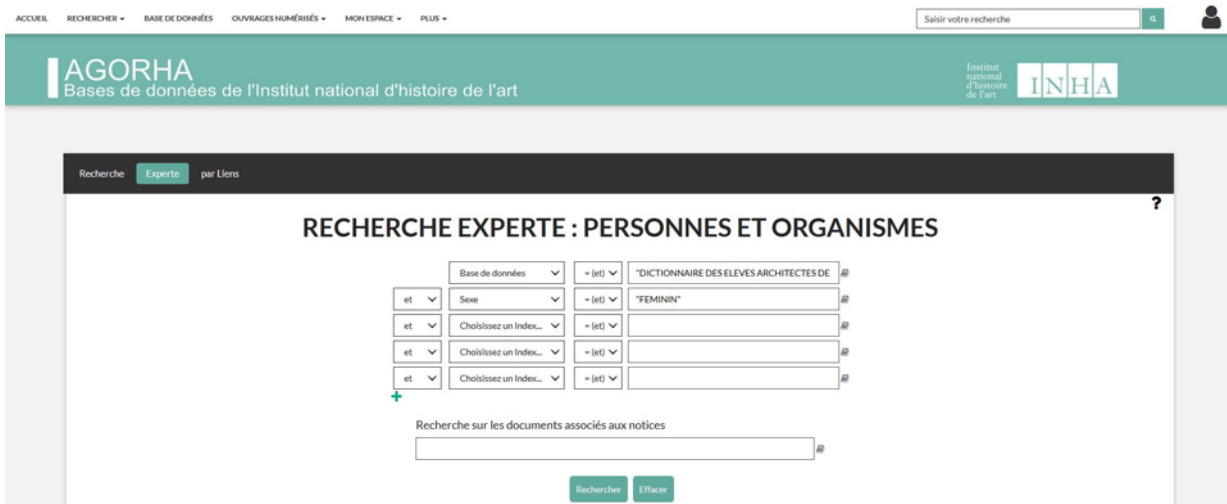 ACCUEIL RECHERCHER BASE DE DONNÉES OUVRAGES NUMÉRISÉS MON ESPACE PLUS Saisir votre recherche
AGORHA
Bases de données de l'Institut national d'histoire de l'art
Institut
national
d'histoire
de l'art
INHA
Recherche Experte par Liens
?
RECHERCHE EXPERTE : PERSONNES ET ORGANISMES
Base de données = (et) "DICTIONNAIRE DES ELEVES ARCHITECTES DE
et Sexe = (et) "FEMININ"
et Choisissez un Index... = (et)
et Choisissez un Index... = (et)
et Choisissez un Index... = (et)
+
Recherche sur les documents associés aux notices
Rechercher Effacer